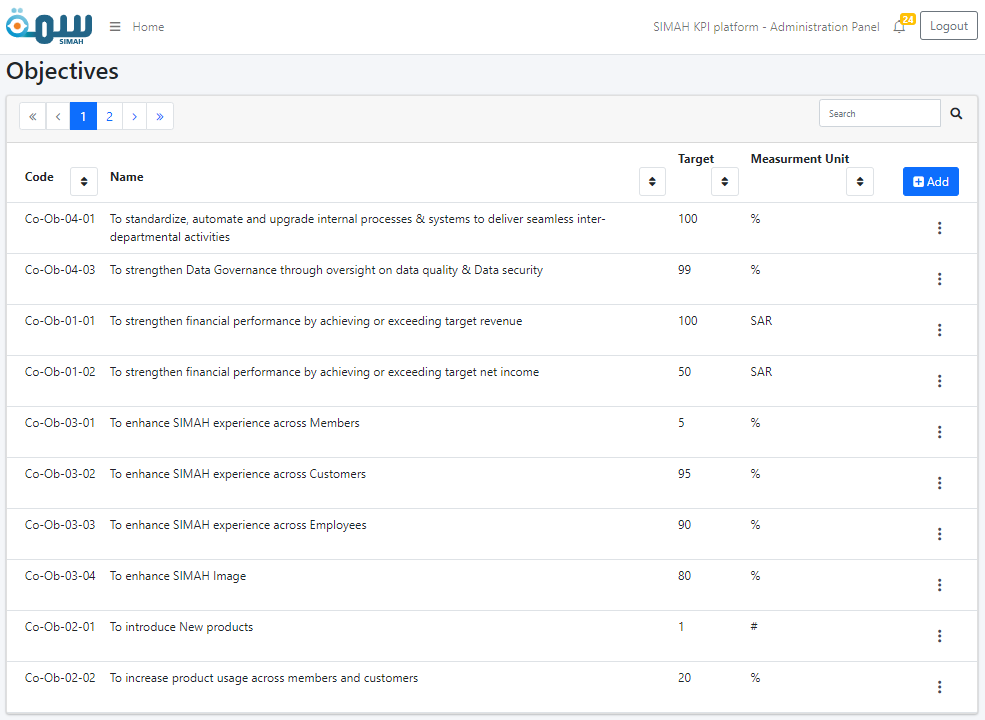 سمة
SIMAH
Home
SIMAH KPI platform - Administration Panel
24
Logout
Objectives
« ‹ 1 2 › »
Search
Code Name Target Measurment Unit
Add
Co-Ob-04-01 To standardize, automate and upgrade internal processes & systems to deliver seamless inter- 100 %
departmental activities
Co-Ob-04-03 To strengthen Data Governance through oversight on data quality & Data security 99 %
Co-Ob-01-01 To strengthen financial performance by achieving or exceeding target revenue 100 SAR
Co-Ob-01-02 To strengthen financial performance by achieving or exceeding target net income 50 SAR
Co-Ob-03-01 To enhance SIMAH experience across Members 5 %
Co-Ob-03-02 To enhance SIMAH experience across Customers 95 %
Co-Ob-03-03 To enhance SIMAH experience across Employees 90 %
Co-Ob-03-04 To enhance SIMAH Image 80 %
Co-Ob-02-01 To introduce New products 1 #
Co-Ob-02-02 To increase product usage across members and customers 20 %